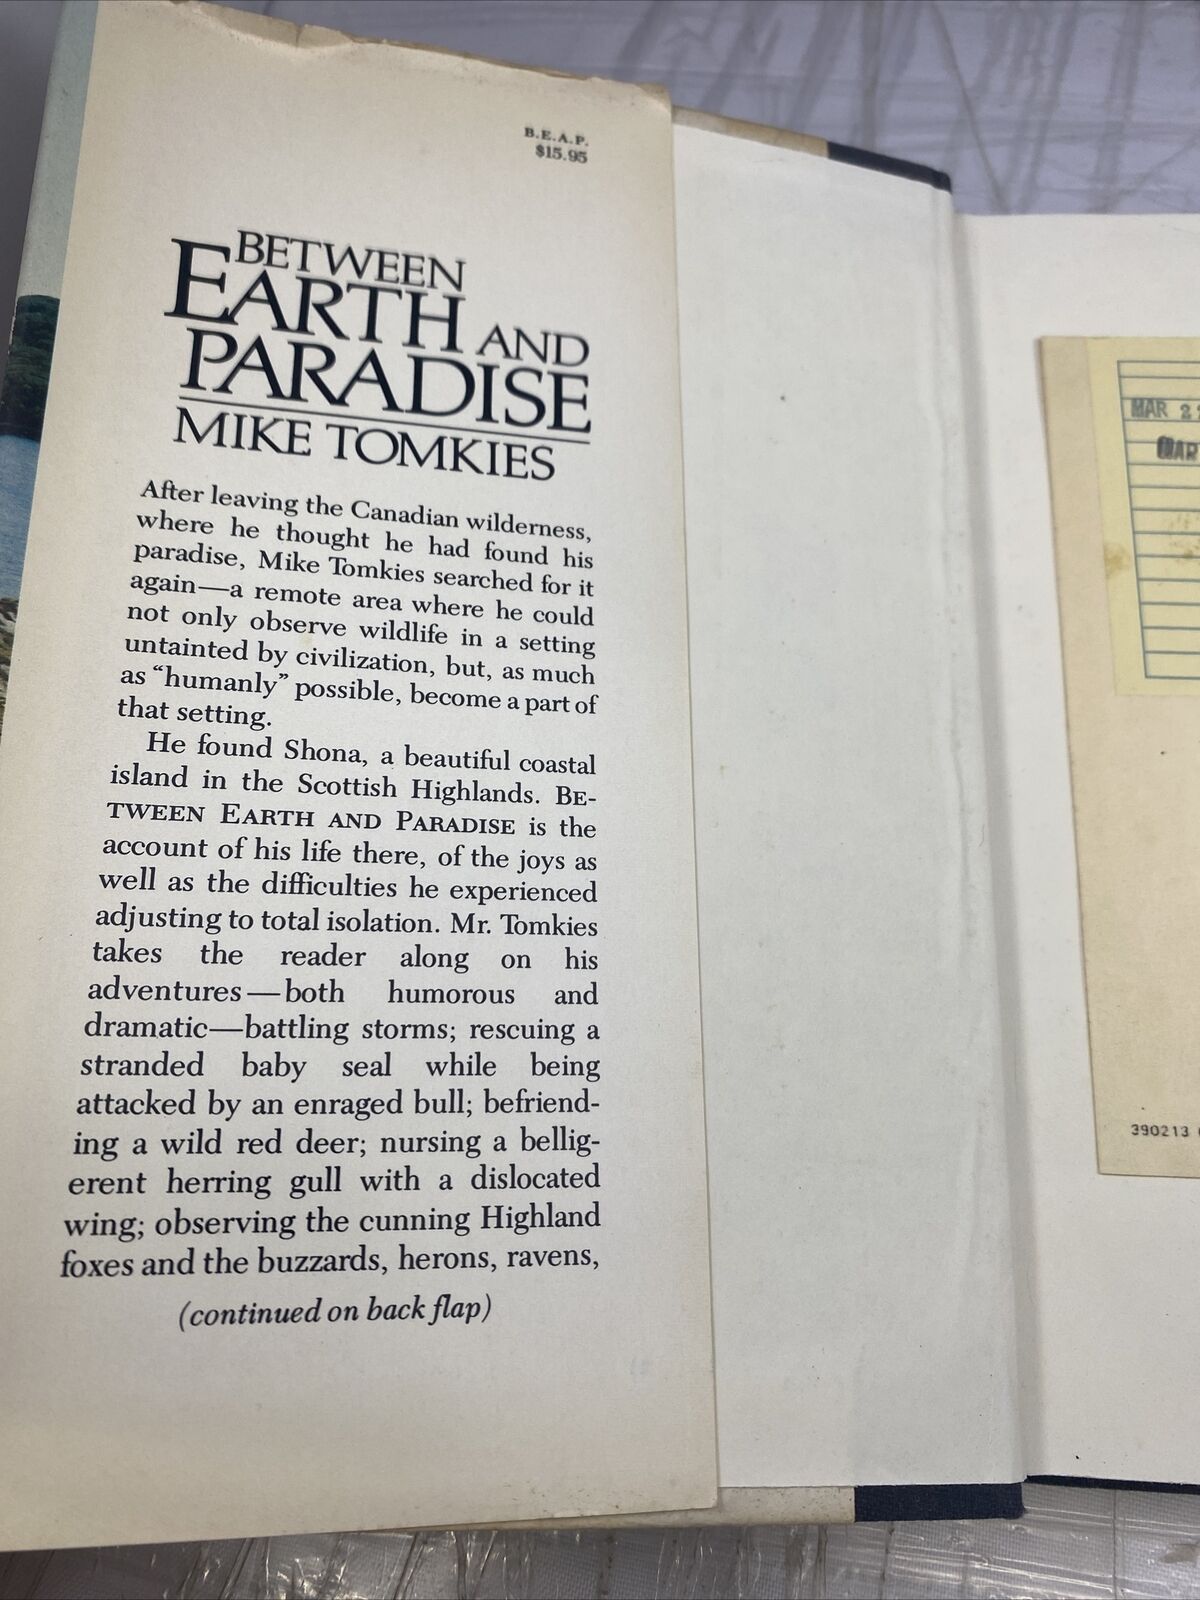 B.E.A.P.
$15.95
BETWEEN
EARTH AND
PARADISE
MIKE TOMKIES
After leaving the Canadian wilderness,
where he thought he had found his
paradise, Mike Tomkies searched for it
again—a remote area where he could
not only observe wildlife in a setting
untainted by civilization, but, as much
as “humanly” possible, become a part of
that setting.
He found Shona, a beautiful coastal
island in the Scottish Highlands. BE-
TWEEN EARTH AND PARADISE is the
account of his life there, of the joys as
well as the difficulties he experienced
adjusting to total isolation. Mr. Tomkies
takes the reader along on his
adventures—both humorous and
dramatic—battling storms; rescuing a
stranded baby seal while being
attacked by an enraged bull; befriend-
ing a wild red deer; nursing a bellig-
erent herring gull with a dislocated
wing; observing the cunning Highland
foxes and the buzzards, herons, ravens,
(continued on back flap)
MAR 2
MAR
390213